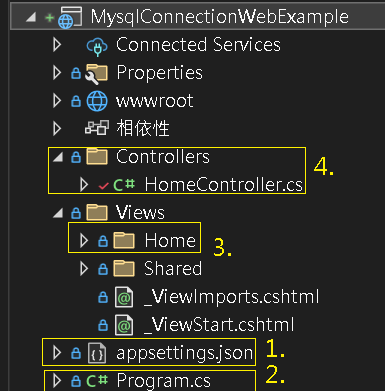 MysqlConnectionWebExample
Connected Services
Properties
wwwroot
相依性
Controllers
C# HomeController.cs
4.
Views
Home
3.
Shared
_ViewImports.cshtml
_ViewStart.cshtml
appsettings.json
1.
C# Program.cs
2.